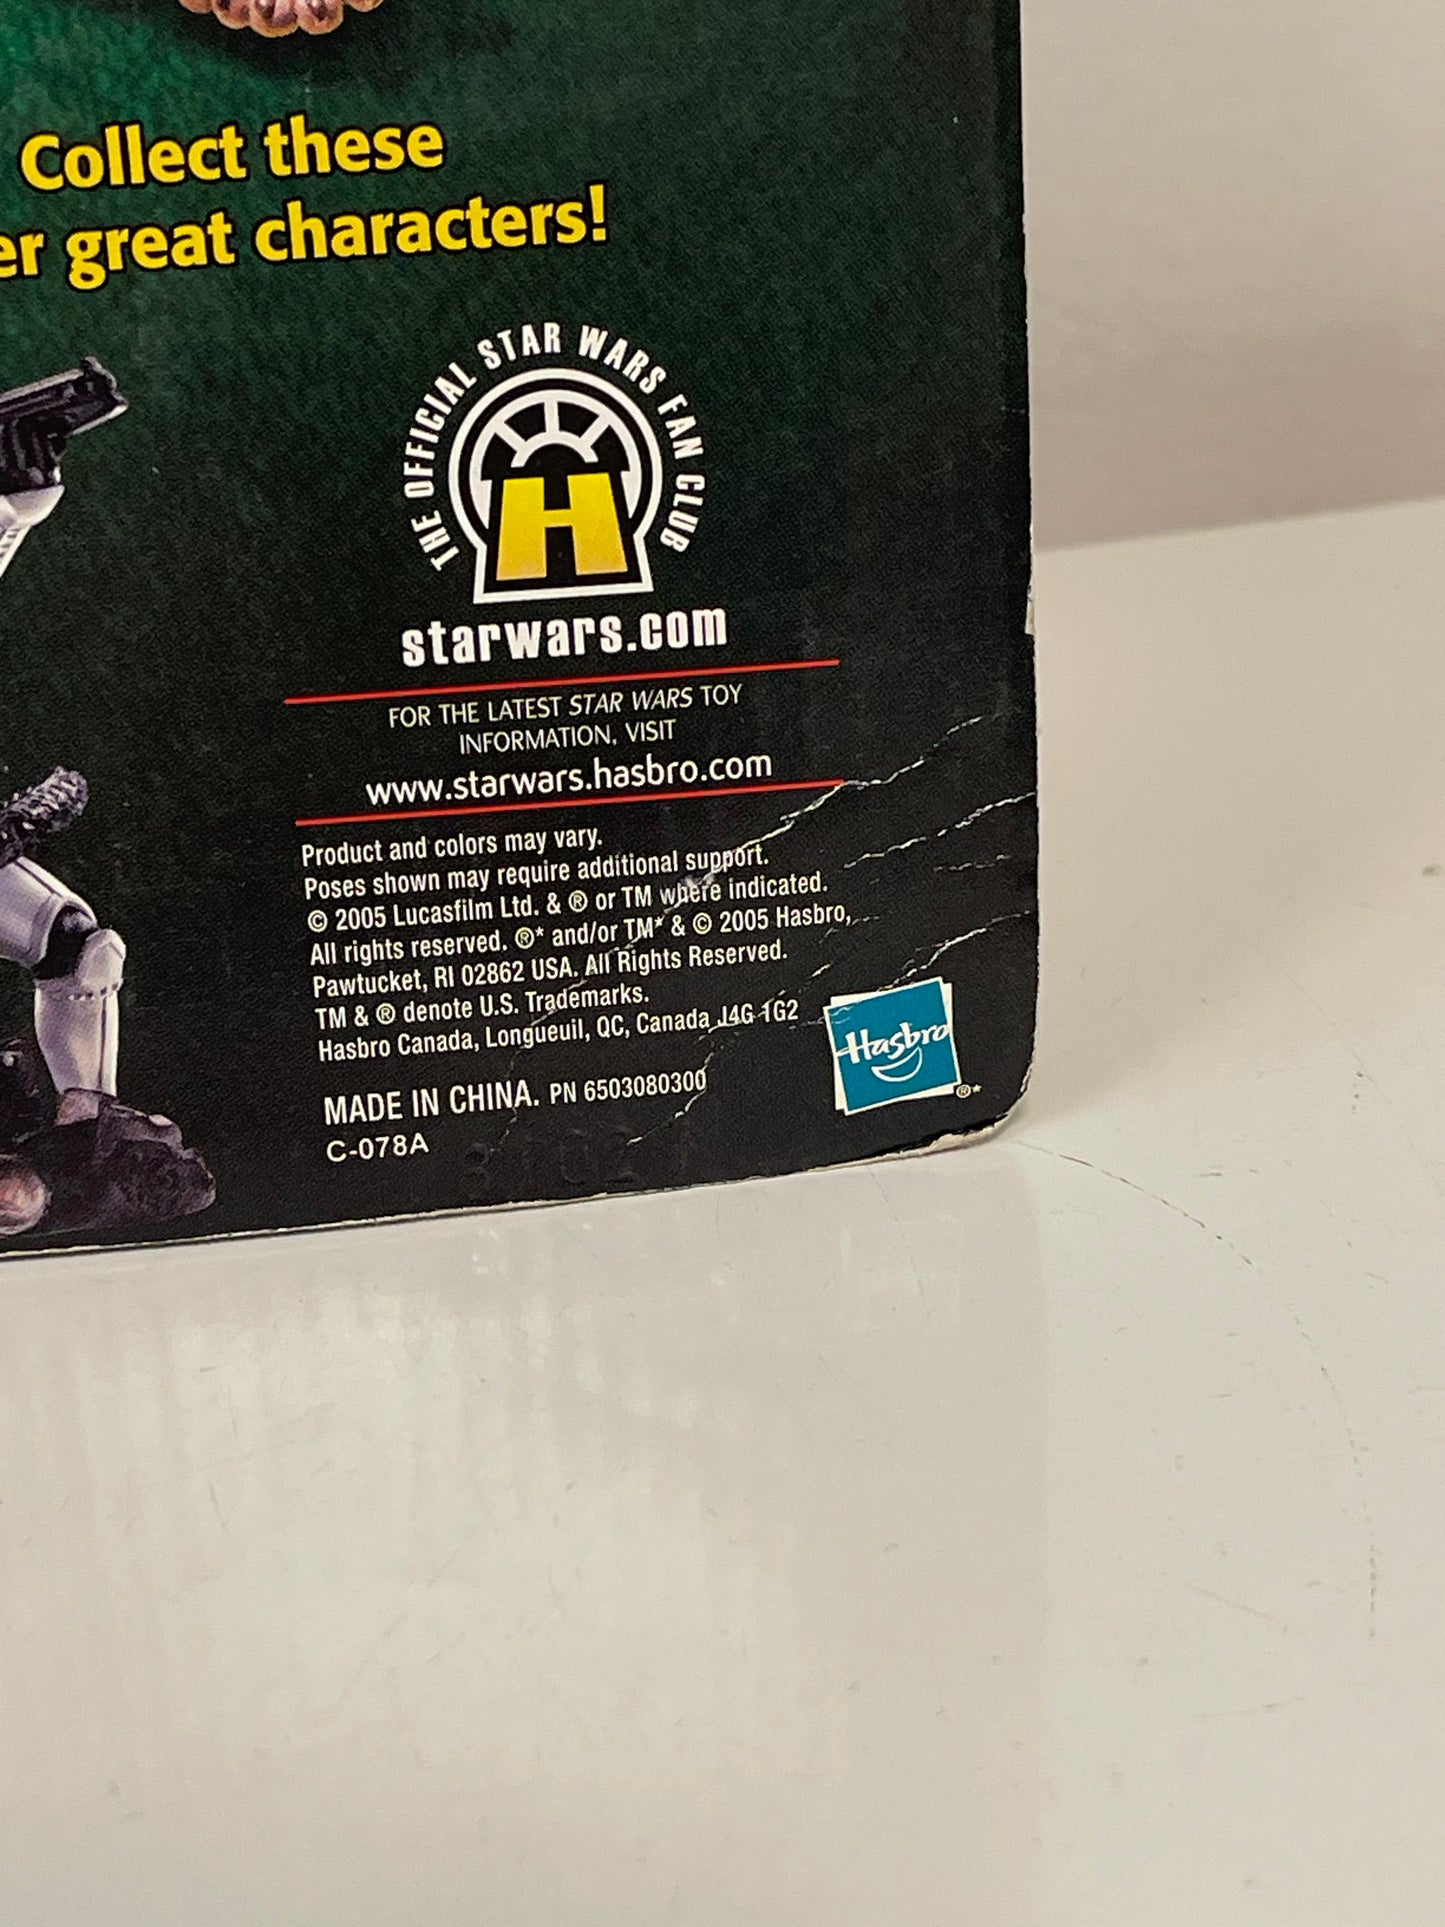 Collect these
er great characters!
THE OFFICIAL STAR WARS FAN CLUB
H
starwars.com
FOR THE LATEST STAR WARS TOY
INFORMATION, VISIT
www.starwars.hasbro.com
Product and colors may vary.
Poses shown may require additional support.
© 2005 Lucasfilm Ltd. & ® or TM where indicated.
All rights reserved. ®* and/or TM* & © 2005 Hasbro,
Pawtucket, RI 02862 USA. All Rights Reserved.
TM & ® denote U.S. Trademarks.
Hasbro Canada, Longueuil, QC, Canada J4G 1G2
MADE IN CHINA. PN 6503080300
C-078A
Hasbro
®*